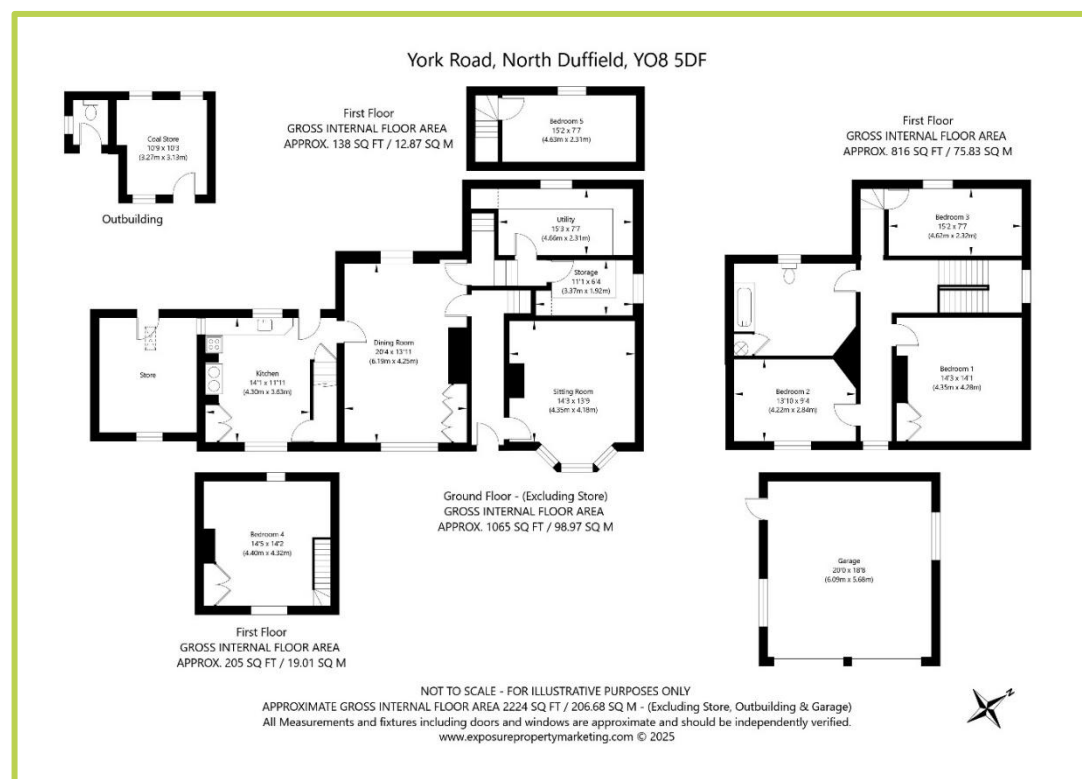 York Road, North Duffield, YO8 5DF
First Floor
GROSS INTERNAL FLOOR AREA
APPROX. 138 SQ FT / 12.87 SQ M
Bedroom 5
15'2 x 7'7
(4.63m x 2.31m)
First Floor
GROSS INTERNAL FLOOR AREA
APPROX. 816 SQ FT / 75.83 SQ M
Coal Store
10'9 x 10'3
(3.27m x 3.13m)
Outbuilding
Utility
15'3 x 7'7
(4.66m x 2.31m)
Storage
11'1 x 6'4
(3.37m x 1.92m)
Bedroom 3
15'2 x 7'7
(4.62m x 2.32m)
Store
Kitchen
14'1 x 11'11
(4.30m x 3.63m)
Dining Room
20'4 x 13'11
(6.19m x 4.25m)
Sitting Room
14'3 x 13'9
(4.35m x 4.18m)
Bedroom 2
13'10 x 9'4
(4.22m x 2.84m)
Bedroom 1
14'3 x 14'1
(4.35m x 4.28m)
Ground Floor - (Excluding Store)
GROSS INTERNAL FLOOR AREA
APPROX. 1065 SQ FT / 98.97 SQ M
Bedroom 4
14'5 x 14'2
(4.40m x 4.32m)
First Floor
GROSS INTERNAL FLOOR AREA
APPROX. 205 SQ FT / 19.01 SQ M
Garage
20'0 x 18'8
(6.09m x 5.68m)
NOT TO SCALE - FOR ILLUSTRATIVE PURPOSES ONLY
APPROXIMATE GROSS INTERNAL FLOOR AREA 2224 SQ FT / 206.68 SQ M - (Excluding Store, Outbuilding & Garage)
All Measurements and fixtures including doors and windows are approximate and should be independently verified.
www.exposurepropertymarketing.com © 2025
N